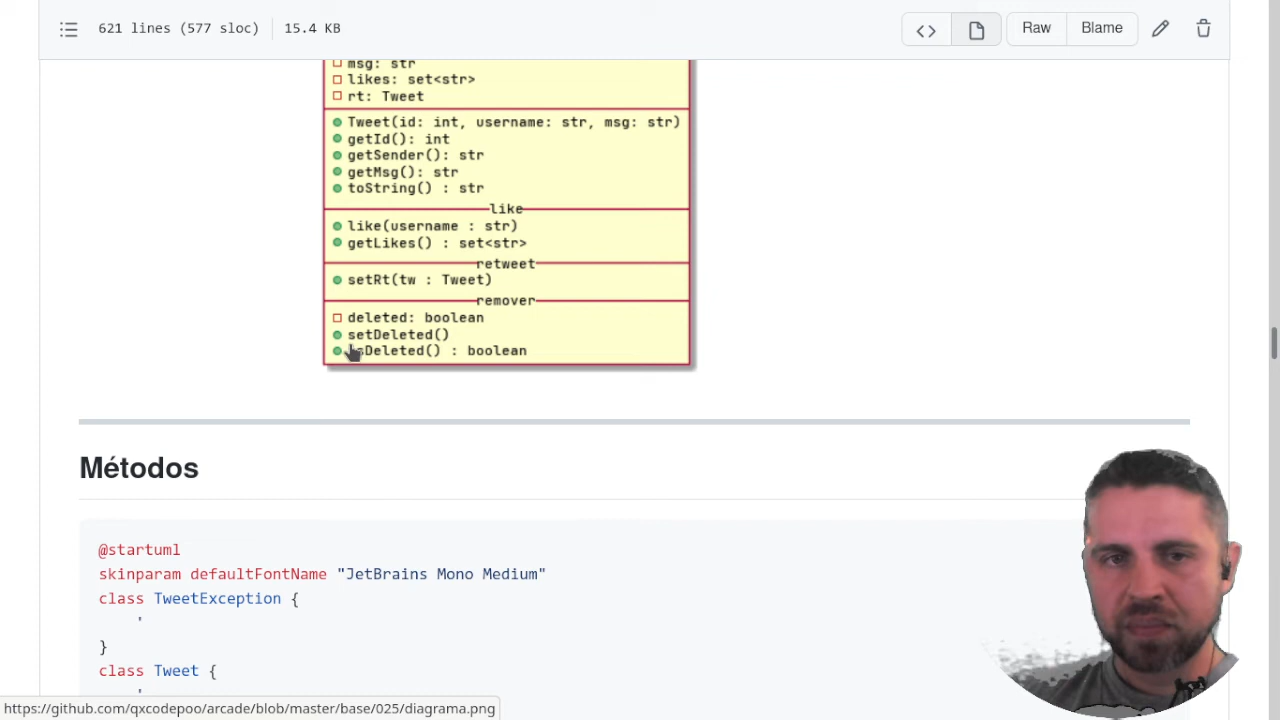 621 lines (577 sloc) 15.4 KB
Raw Blame
msg: str
likes: set<str>
rt: Tweet
Tweet(id: int, username: str, msg: str)
getId(): int
getSender(): str
getMsg(): str
toString() : str
like
like(username : str)
getLikes() : set<str>
retweet
setRt(tw : Tweet)
remover
deleted: boolean
setDeleted()
isDeleted() : boolean
Métodos
@startuml
skinparam defaultFontName "JetBrains Mono Medium"
class TweetException {
'
}
class Tweet {
'
https://github.com/qxcodepoo/arcade/blob/master/base/025/diagrama.png